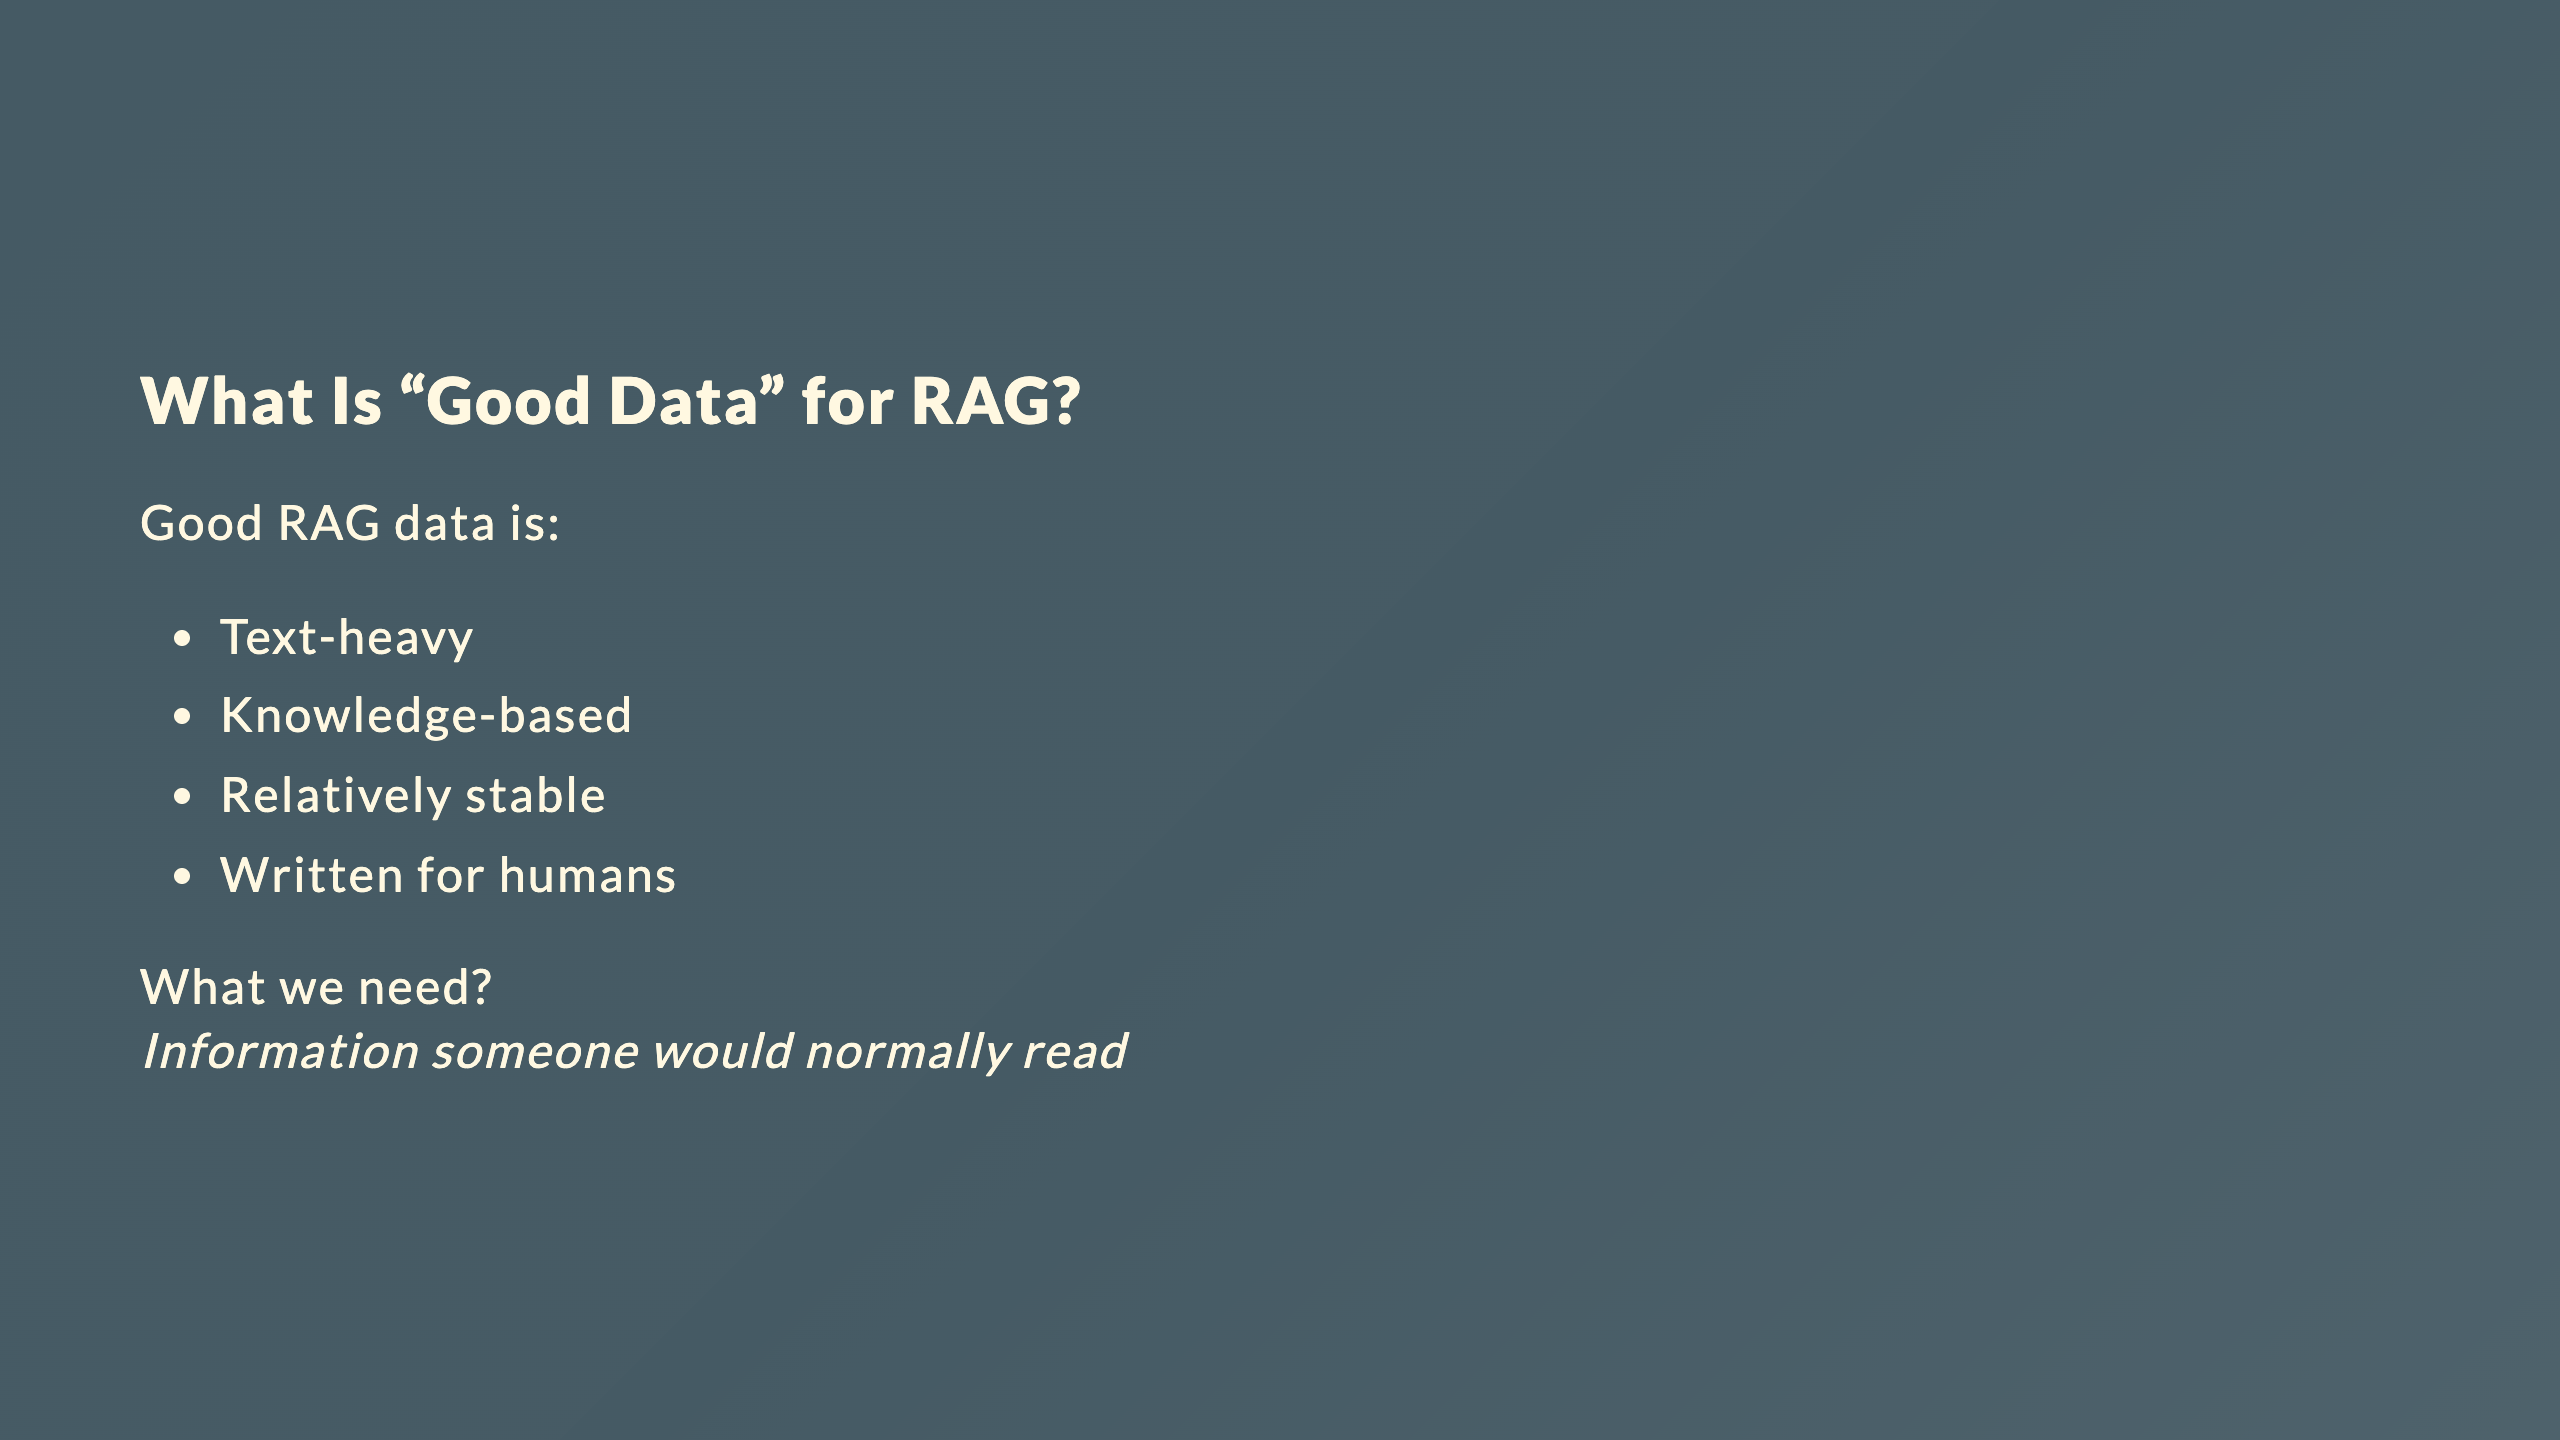 What Is “Good Data” for RAG?
Good RAG data is:
• Text-heavy
• Knowledge-based
• Relatively stable
• Written for humans
What we need?
Information someone would normally read